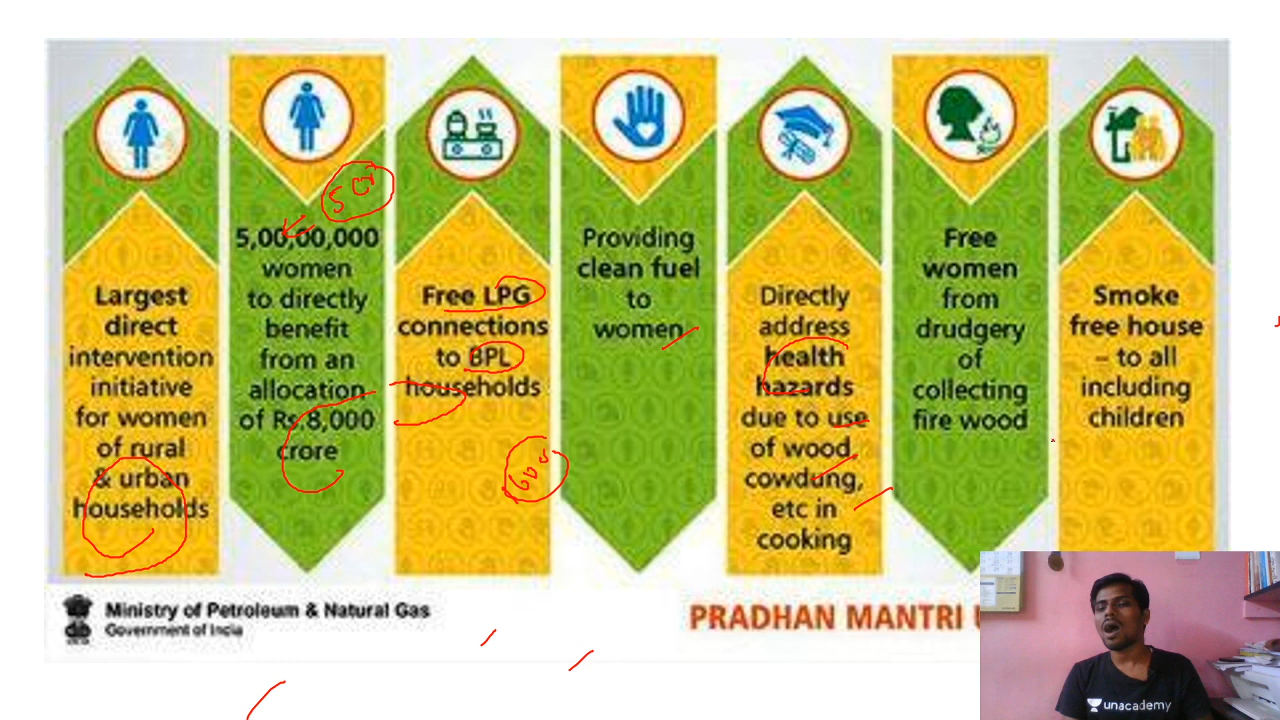 Largest
direct
intervention
initiative
for women
of rural
& urban
households
5 Cr
5,00,00,000
women
to directly
benefit
from an
allocation
of Rs.8,000
crore
Free LPG
connections
to BPL
households
Providing
clean fuel
to
women
Directly
address
health
hazards
due to use
of wood,
cowdung,
etc in
cooking
Free
women
from
drudgery
of
collecting
fire wood
Smoke
free house
– to all
including
children
Ministry of Petroleum & Natural Gas
Government of India
PRADHAN MANTRI U
unacademy